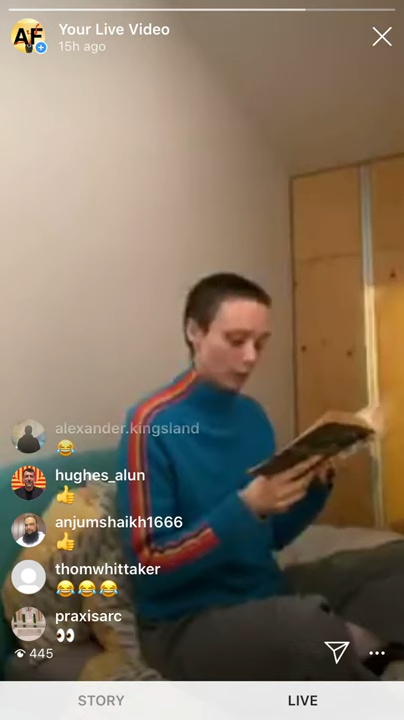 AF
Your Live Video
15h ago
alexander.kingsland
😂
hughes_alun
👍
anjumshaikh1666
👍
thomwhittaker
😂😂😂
praxisarc
👀
445
STORY
LIVE